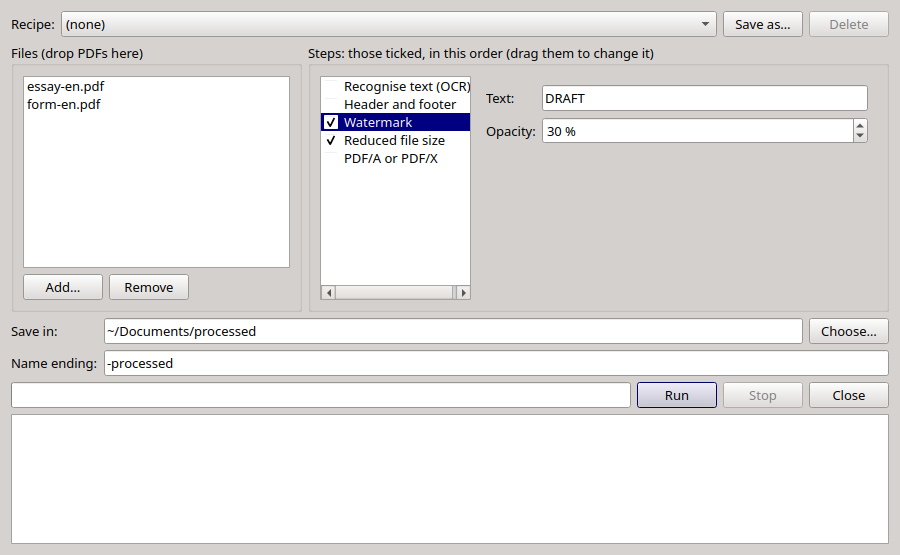 Recipe: (none) Save as... Delete
Files (drop PDFs here)
essay-en.pdf
form-en.pdf
Add... Remove
Steps: those ticked, in this order (drag them to change it)
Recognise text (OCR)
Header and footer
Watermark
Reduced file size
PDF/A or PDF/X
Text: DRAFT
Opacity: 30 %
Save in: ~/Documents/processed Choose...
Name ending: -processed
Run Stop Close